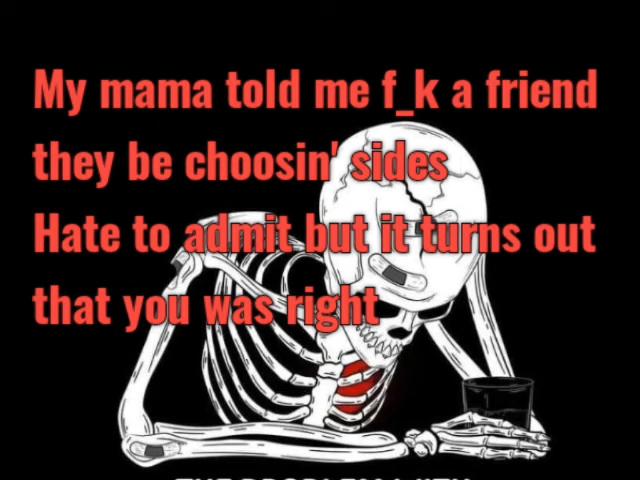 My mama told me f_k a friend
they be choosin' sides
Hate to admit but it turns out
that you was right